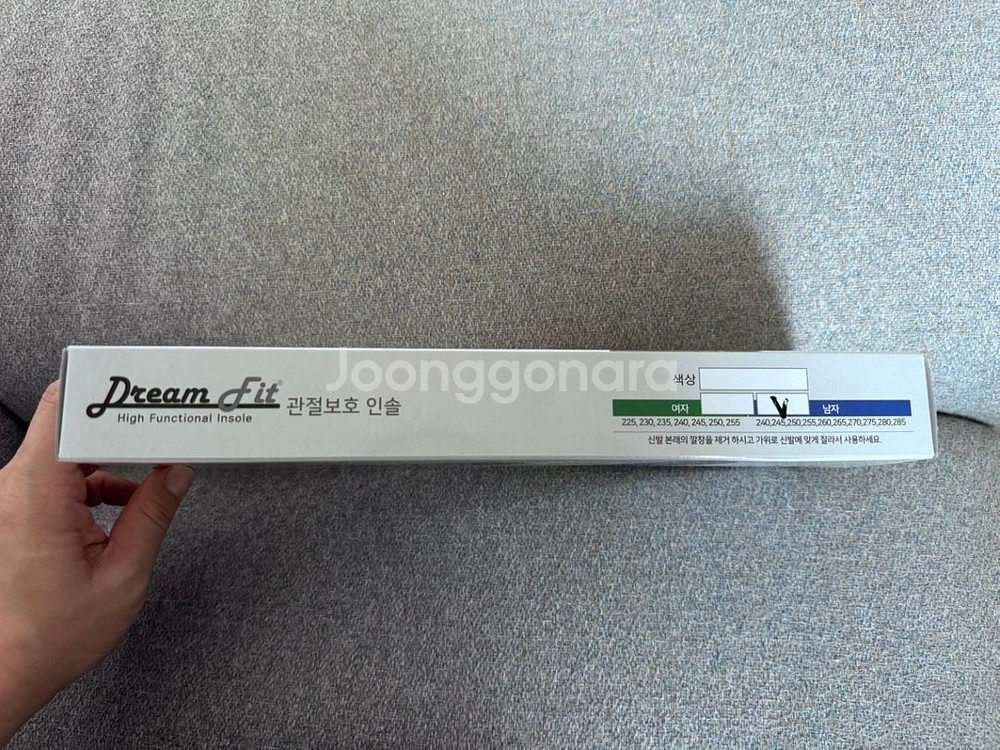 Dream Fit®
High Functional Insole
관절보호 인솔
Joonggonara
색상
여자 V 남자
225, 230, 235, 240, 245, 250, 255 240,245,250,255,260,265,270,275,280,285
신발 본래의 깔창을 제거 하시고 가위로 신발에 맞게 잘라서 사용하세요.